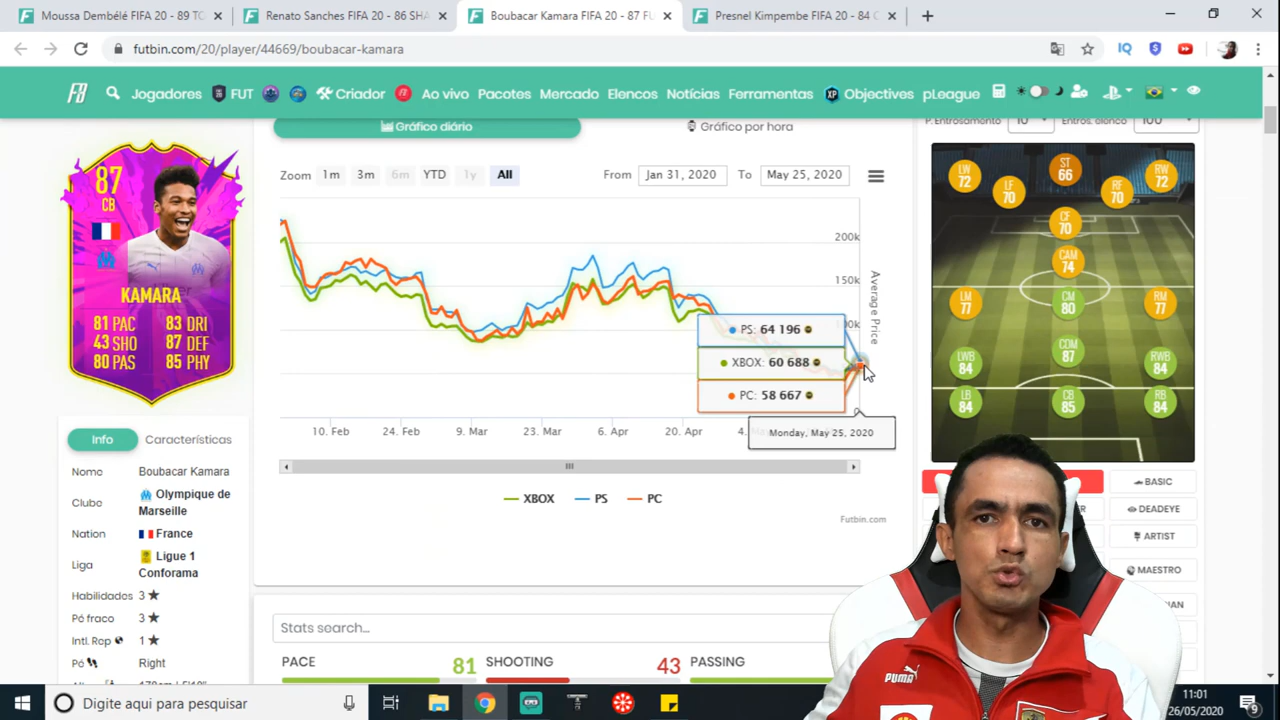 Moussa Dembélé FIFA 20 - 89 TO
Renato Sanches FIFA 20 - 86 SHA
Boubacar Kamara FIFA 20 - 87 FU
Presnel Kimpembe FIFA 20 - 84 C
futbin.com/20/player/44669/boubacar-kamara
IQ
F8 Jogadores FUT Criador Ao vivo Pacotes Mercado Elencos Notícias Ferramentas XP Objectives pLeague
Gráfico diário
Gráfico por hora
P. Entrosamento 10 Entros. elenco 100
87
CB
KAMARA
81 PAC 83 DRI
43 SHO 87 DEF
80 PAS 85 PHY
Zoom 1m 3m 6m YTD 1y All
From Jan 31, 2020 To May 25, 2020
200k
150k
100k
0
Average Price
PS: 64 196
XBOX: 60 688
PC: 58 667
Monday, May 25, 2020
10. Feb 24. Feb 9. Mar 23. Mar 6. Apr 20. Apr
XBOX PS PC
Futbin.com
LW
72
ST
66
RW
72
LF
70
RF
70
CF
70
CAM
74
LM
77
CM
80
RM
77
LWB
84
CDM
87
RWB
84
LB
84
CB
85
RB
84
BASIC
DEADEYE
ARTIST
MAESTRO
Info Características
Nome Boubacar Kamara
Clube Olympique de
Marseille
Nation France
Liga Ligue 1
Conforama
Habilidades 3
Pé fraco 3
Intl. Rep 1
Pé Right
Stats search...
PACE 81 SHOOTING 43 PASSING
PUMA
Digite aqui para pesquisar
11:01
26/05/2020
9